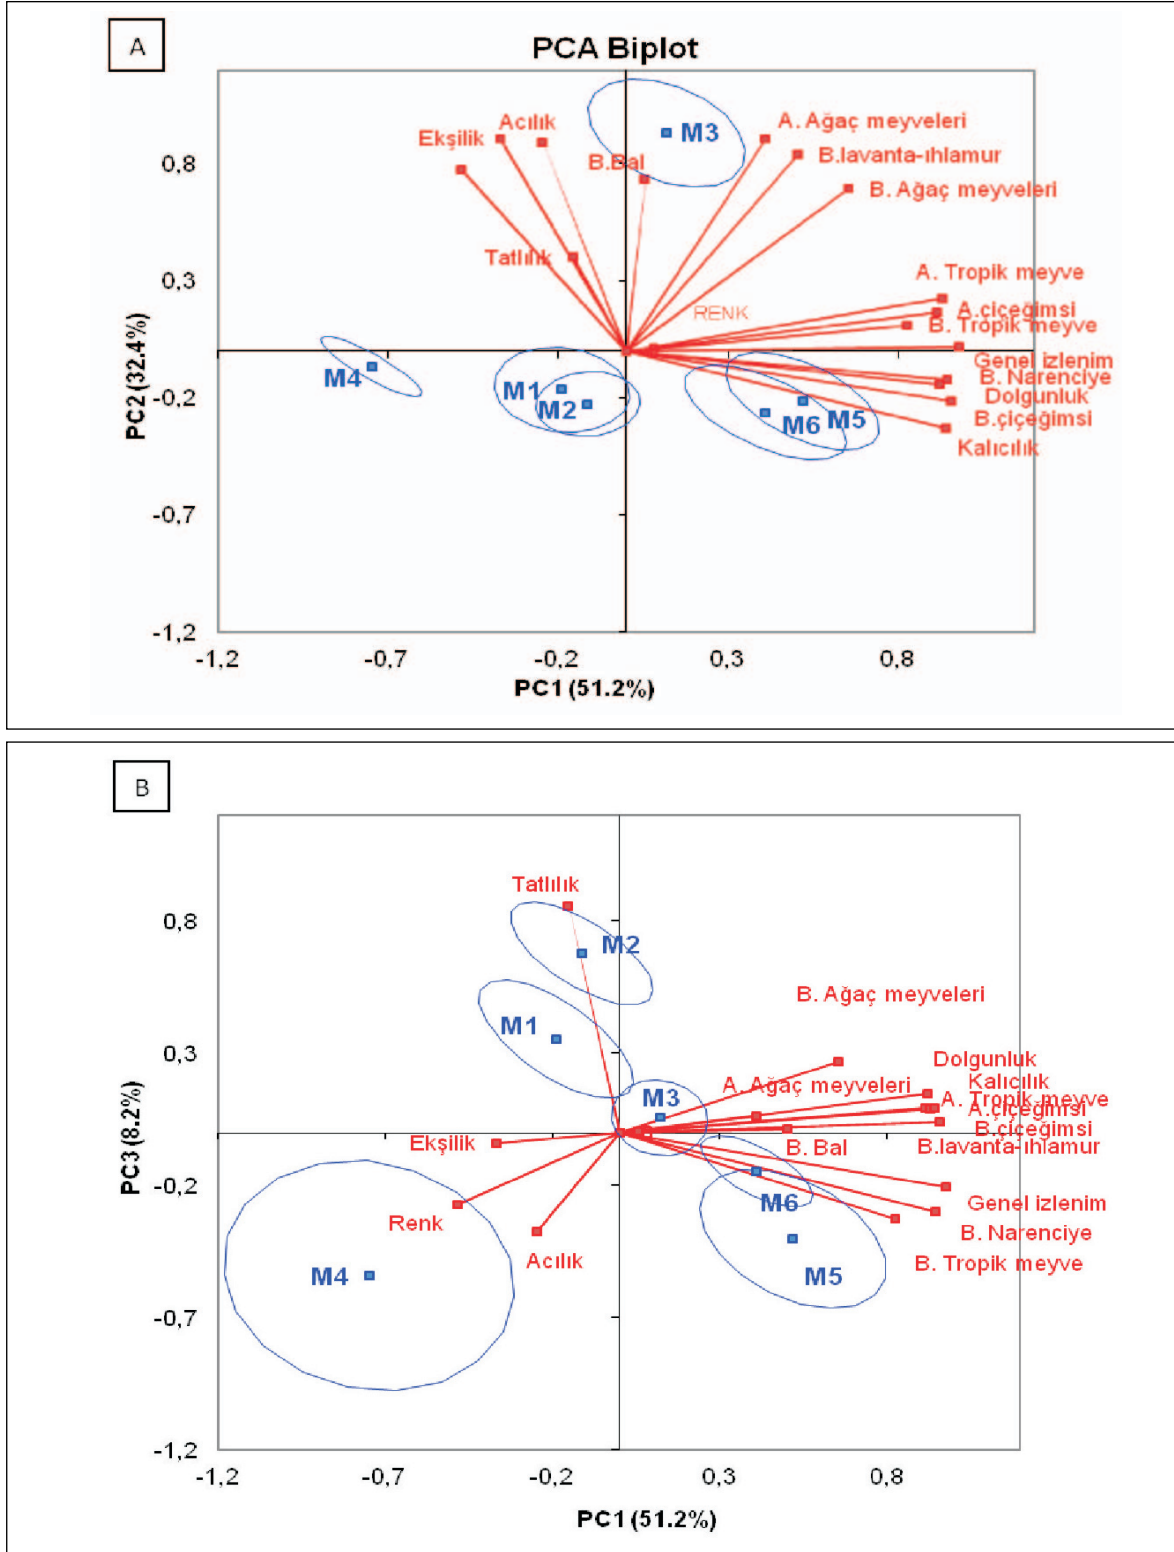 A
PCA Biplot
M3
Acılık
Ekşilik
A. Ağaç meyveleri
B.lavanta-ıhlamur
B.Bal
B. Ağaç meyveleri
0.8
Tatlılık
A. Tropik meyve
0.3
RENK
A.çiçeğimsi
B. Tropik meyve
Genel izlenim
M4
M1
B. Narenciye
-0.2
M2
Dolgunluk
M6
M5
B.çiçeğimsi
Kalıcılık
-0,7
-1,2
PC2 (32.4%)
-1,2
-0,7
-0,2
0,3
0,8
PC1 (51.2%)
B
Tatlılık
0,8
M2
B. Ağaç meyveleri
M1
0,3
Dolgunluk
Kalıcılık
A. Ağaç meyveleri
M3
A. Tropik meyve
A.çiçeğimsi
B.çiçeğimsi
Ekşilik
B. Bal
B.lavanta-ıhlamur
-0,2
Renk
M6
Genel izlenim
B. Narenciye
Acılık
B. Tropik meyve
M4
M5
-0,7
-1,2
PC3 (8.2%)
-1,2
-0,7
-0,2
0,3
0,8
PC1 (51.2%)